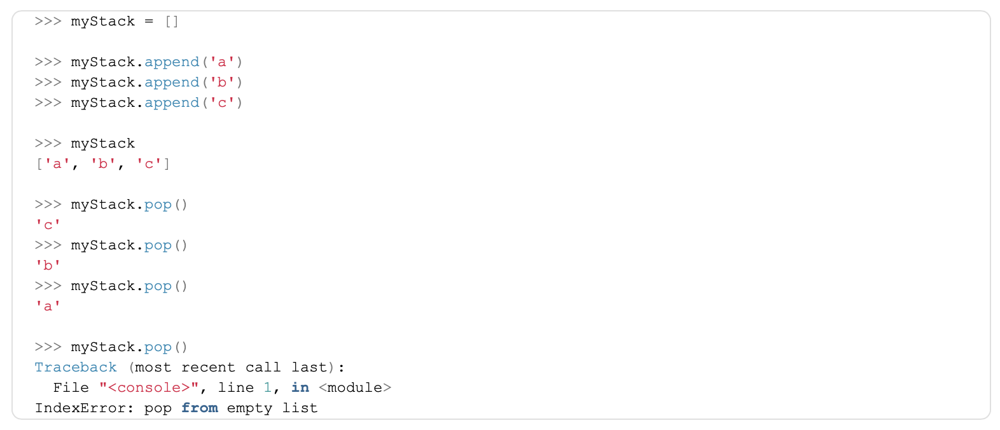 >>> myStack = []
>>> myStack.append('a')
>>> myStack.append('b')
>>> myStack.append('c')
>>> myStack
['a', 'b', 'c']
>>> myStack.pop()
'c'
>>> myStack.pop()
'b'
>>> myStack.pop()
'a'
>>> myStack.pop()
Traceback (most recent call last):
  File "<console>", line 1, in <module>
IndexError: pop from empty list